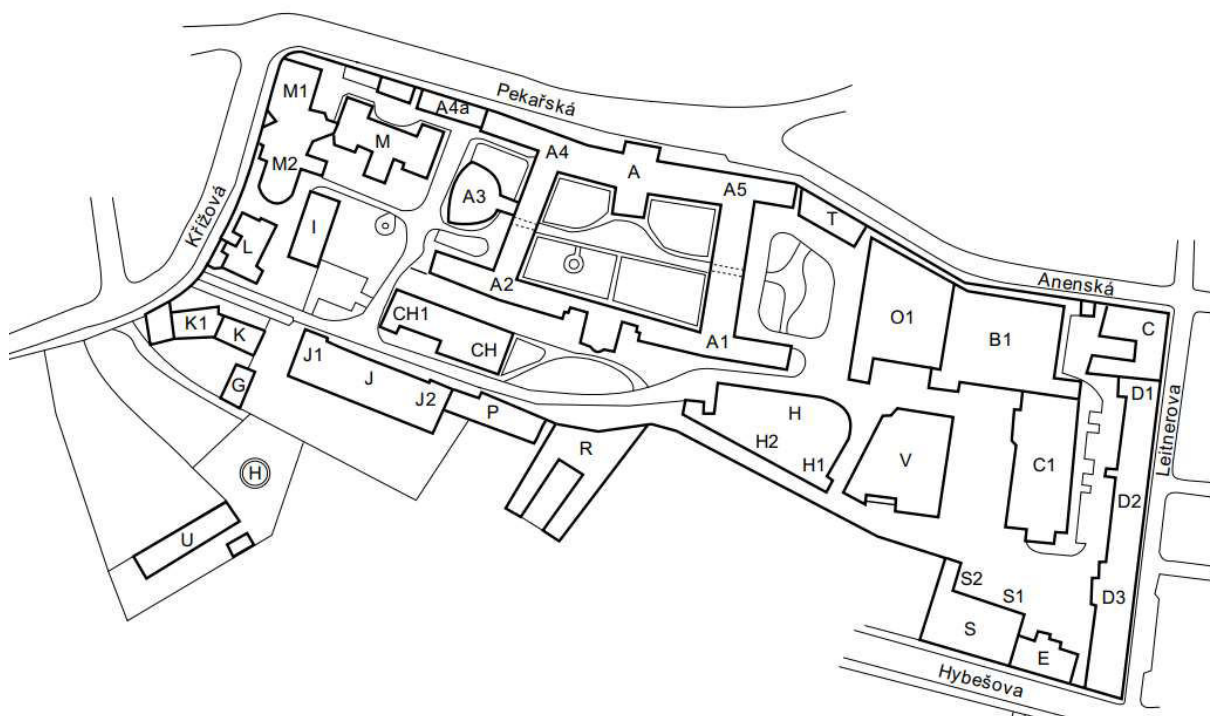 Pekařská
M1
A4a
M
A4
A
M2
A5
A3
T
Křížová
I
L
Anenská
A2
CH1
O1
C
K1
K
B1
J1
A1
CH
G
J
D1
J2
P
H
Leitnerova
R
H2
H1
V
C1
H
D2
U
S2
S1
D3
S
E
Hybešova